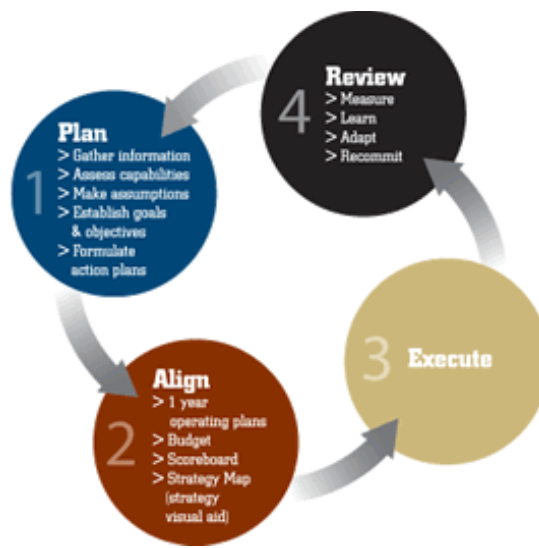 1
Plan
> Gather information
> Assess capabilities
> Make assumptions
> Establish goals
& objectives
> Formulate
action plans
2
Align
> 1 year
operating plans
> Budget
> Scoreboard
> Strategy Map
(strategy
visual aid)
3
Execute
4
Review
> Measure
> Learn
> Adapt
> Recommit